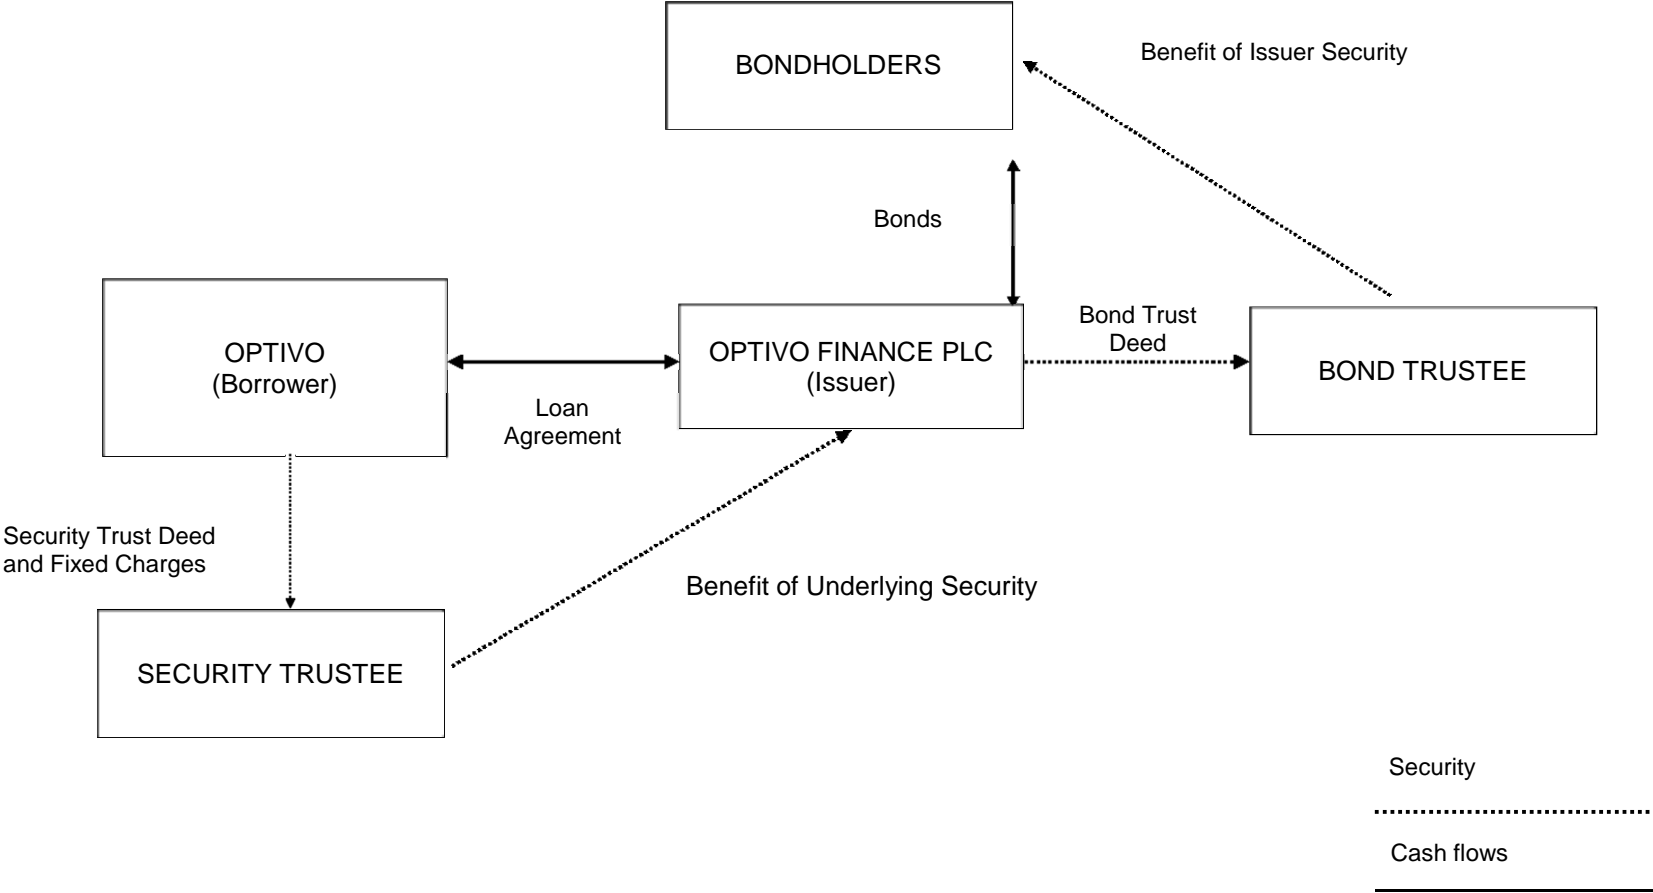 BONDHOLDERS
Benefit of Issuer Security
Bonds
OPTIVO
(Borrower)
Loan
Agreement
OPTIVO FINANCE PLC
(Issuer)
Bond Trust
Deed
BOND TRUSTEE
Security Trust Deed
and Fixed Charges
Benefit of Underlying Security
SECURITY TRUSTEE
Security
Cash flows